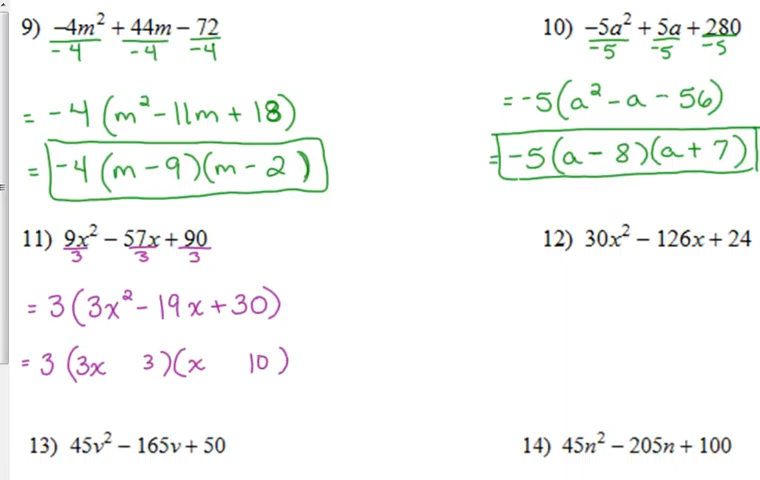 9) -4m² + 44m - 72
-4 -4 -4
= -4 (m² - 11m + 18)
= -4 (m - 9)(m - 2)
10) -5a² + 5a + 280
-5 -5 -5
= -5(a² - a - 56)
= -5(a - 8)(a + 7)
11) 9x² - 57x + 90
3 3 3
= 3 (3x² - 19x + 30)
= 3 (3x 3)(x 10)
12) 30x² - 126x + 24
13) 45v² - 165v + 50
14) 45n² - 205n + 100